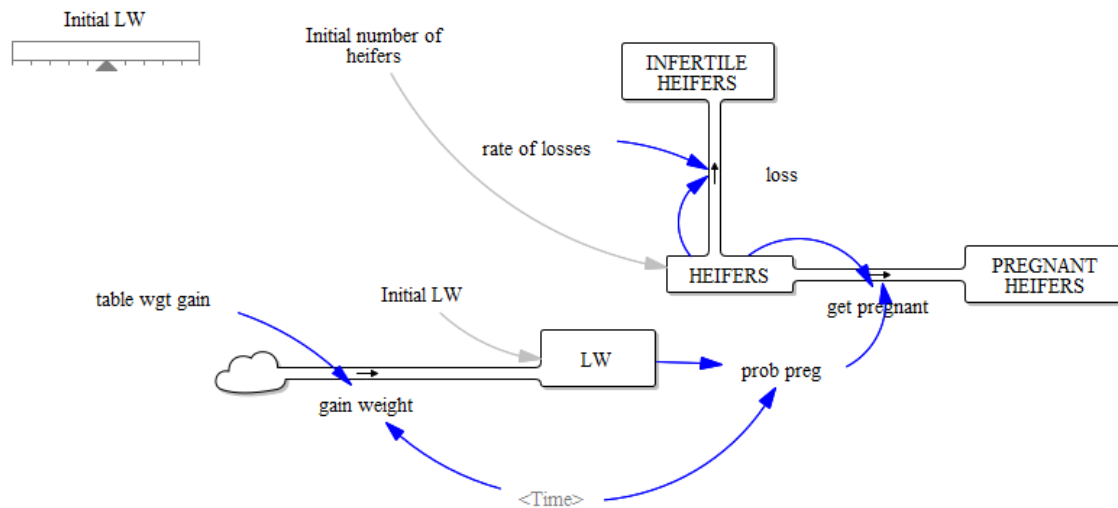 Initial LW
Initial number of
heifers
INFERTILE
HEIFERS
rate of losses
loss
HEIFERS
PREGNANT
HEIFERS
get pregnant
table wgt gain
Initial LW
LW
prob preg
gain weight
<Time>